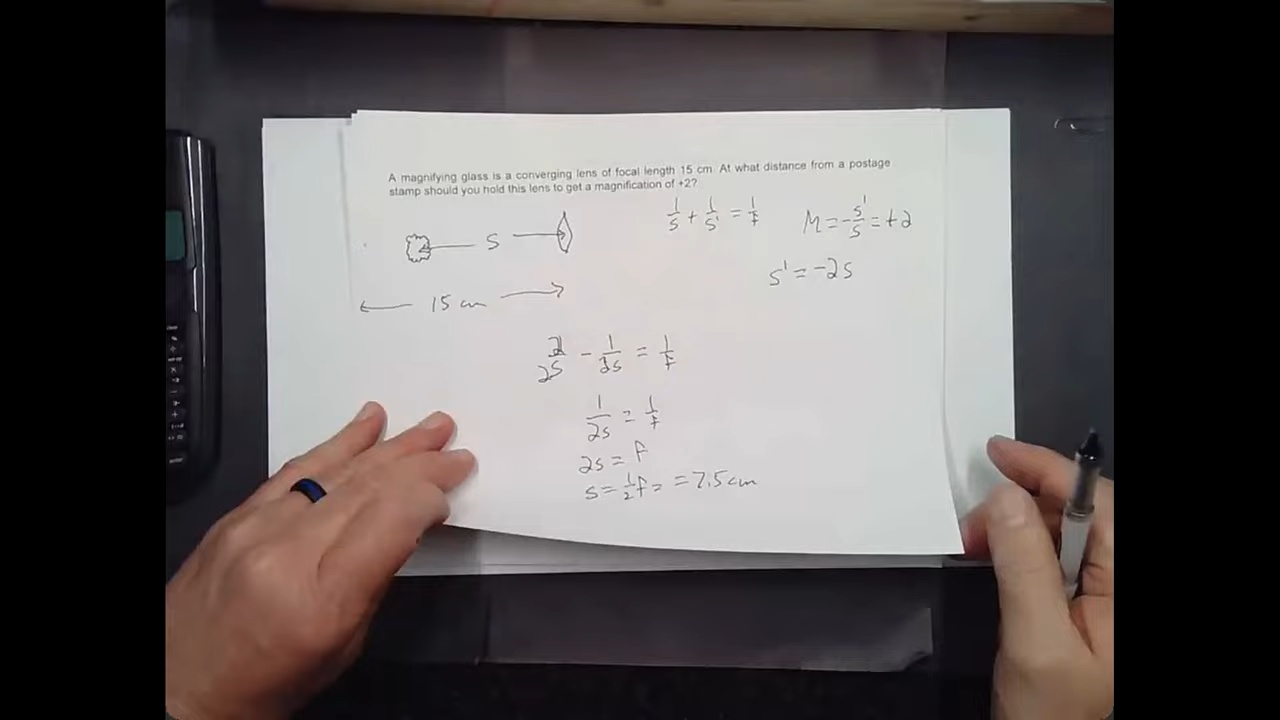 A magnifying glass is a converging lens of focal length 15 cm. At what distance from a postage
stamp should you hold this lens to get a magnification of +2?
1/s + 1/s' = 1/f
M = -s'/s = +2
s
s' = -2s
15 cm
2/2s - 1/2s = 1/f
1/2s = 1/f
2s = f
s = 1/2 f = = 7.5 cm